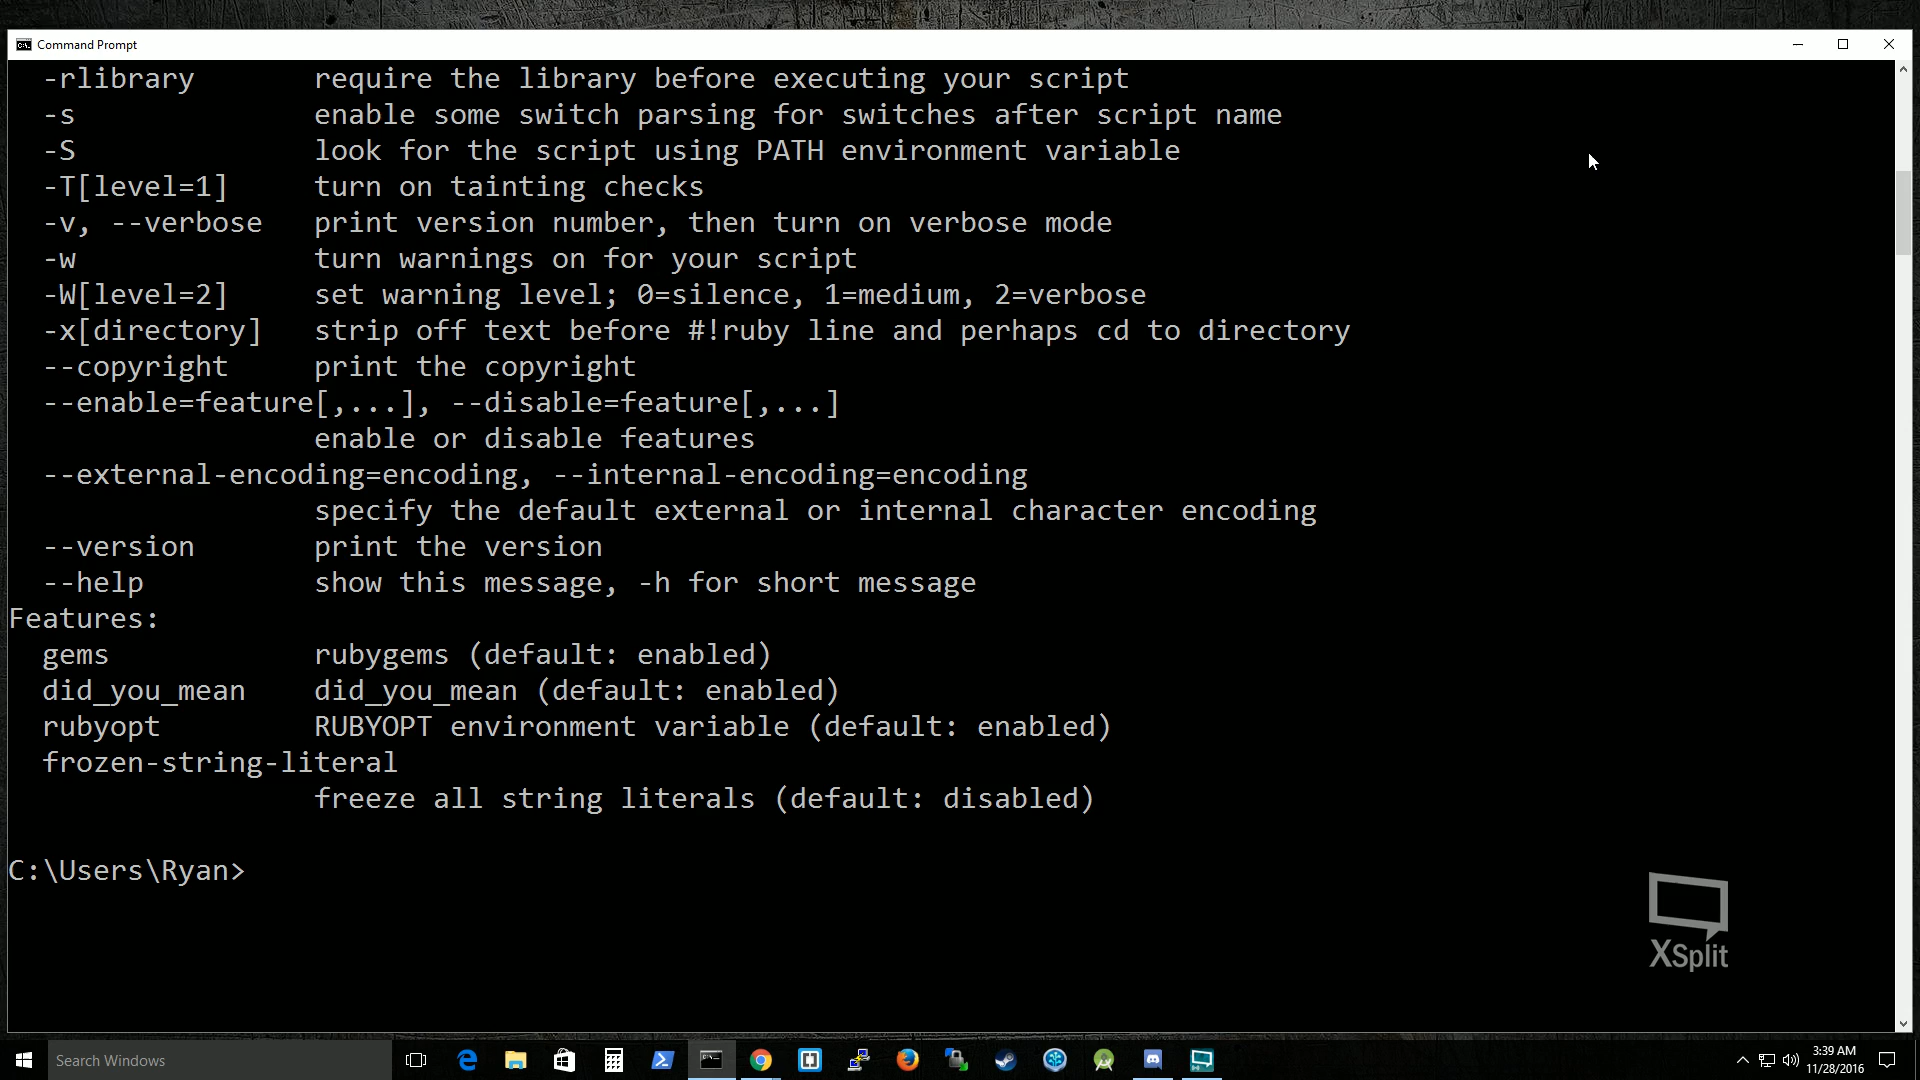 Command Prompt
-rlibrary require the library before executing your script
-s enable some switch parsing for switches after script name
-S look for the script using PATH environment variable
-T[level=1] turn on tainting checks
-v, --verbose print version number, then turn on verbose mode
-w turn warnings on for your script
-W[level=2] set warning level; 0=silence, 1=medium, 2=verbose
-x[directory] strip off text before #!ruby line and perhaps cd to directory
--copyright print the copyright
--enable=feature[,...], --disable=feature[,...]
enable or disable features
--external-encoding=encoding, --internal-encoding=encoding
specify the default external or internal character encoding
--version print the version
--help show this message, -h for short message
Features:
gems rubygems (default: enabled)
did_you_mean did_you_mean (default: enabled)
rubyopt RUBYOPT environment variable (default: enabled)
frozen-string-literal
freeze all string literals (default: disabled)
C:\Users\Ryan>
XSplit
Search Windows
3:39 AM
11/28/2016